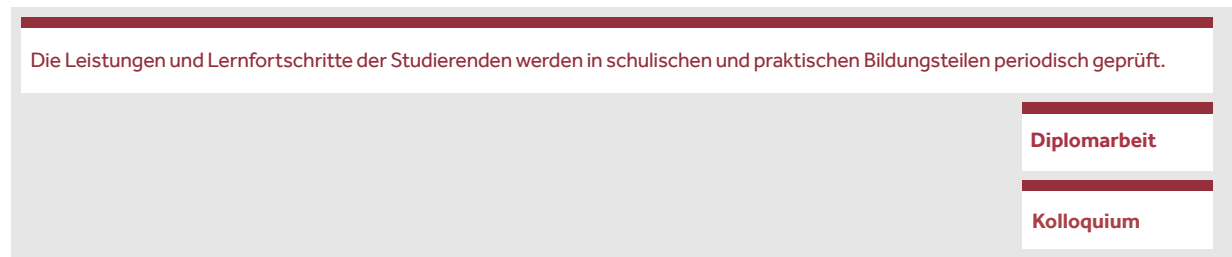 Die Leistungen und Lernfortschritte der Studierenden werden in schulischen und praktischen Bildungsteilen periodisch geprüft.
Diplomarbeit
Kolloquium